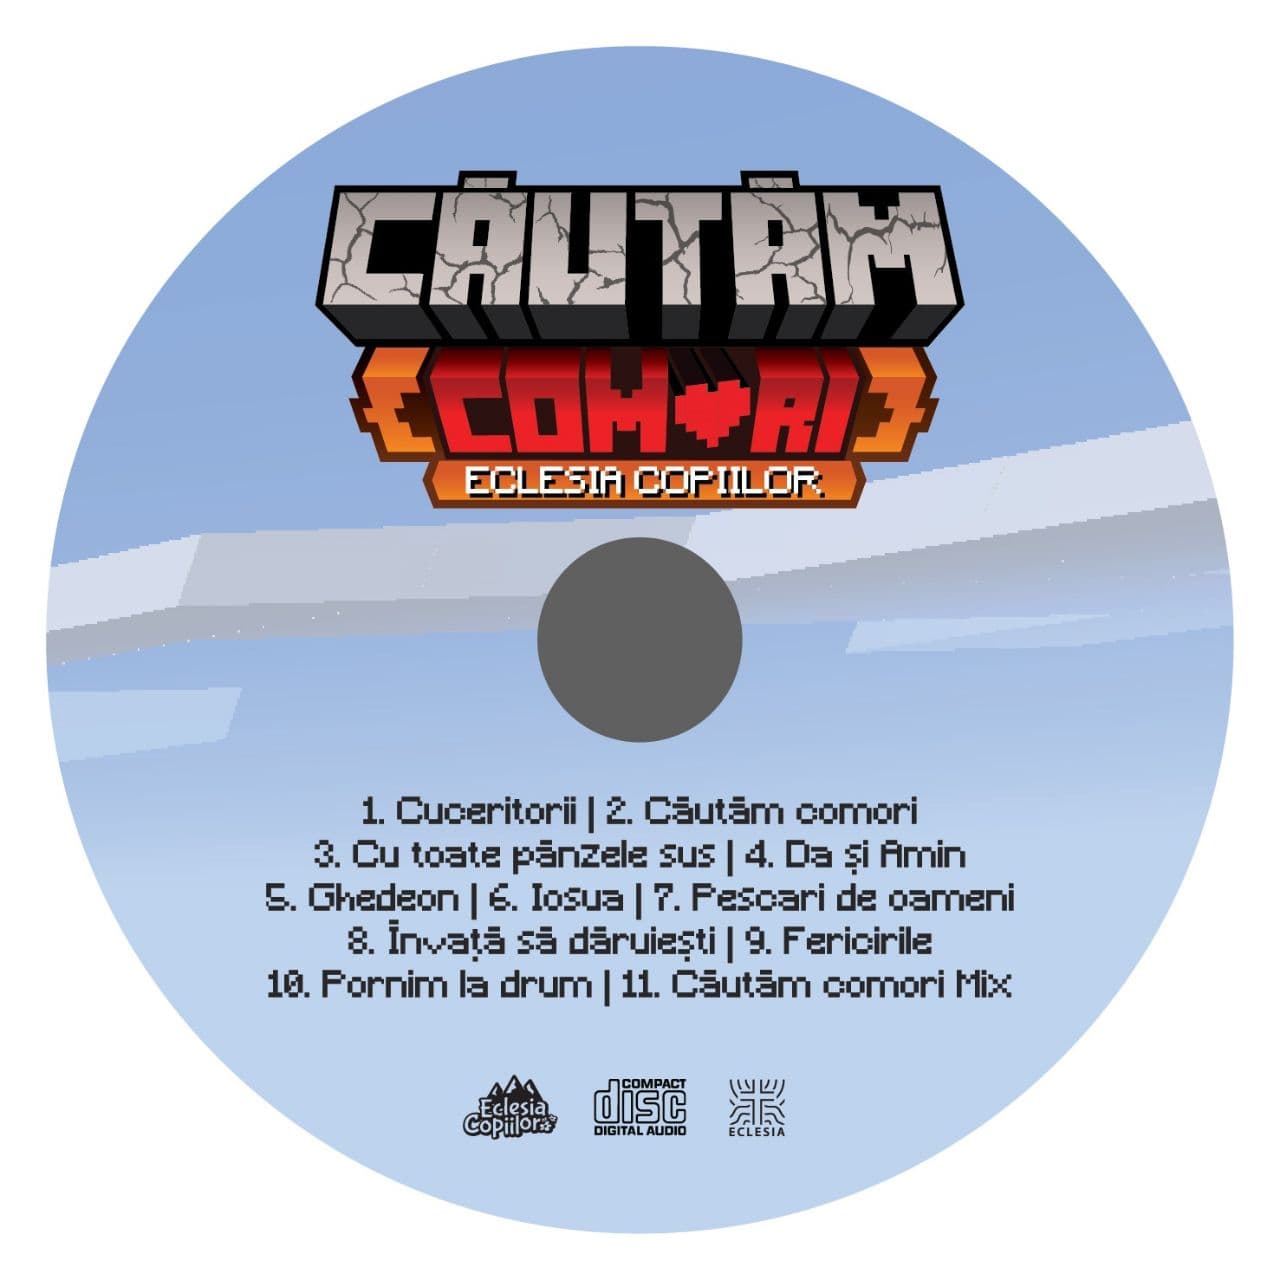 CĂUTĂM
COM♥RI
ECLESIA COPIILOR
1. Cuceritorii | 2. Căutăm comori
3. Cu toate pânzele sus | 4. Da și Amin
5. Ghedeon | 6. Iosua | 7. Pescari de oameni
8. Învață să dăruiești | 9. Fericirile
10. Pornim la drum | 11. Căutăm comori Mix
Eclesia
Copiilor
COMPACT
disc
DIGITAL AUDIO
ECLESIA